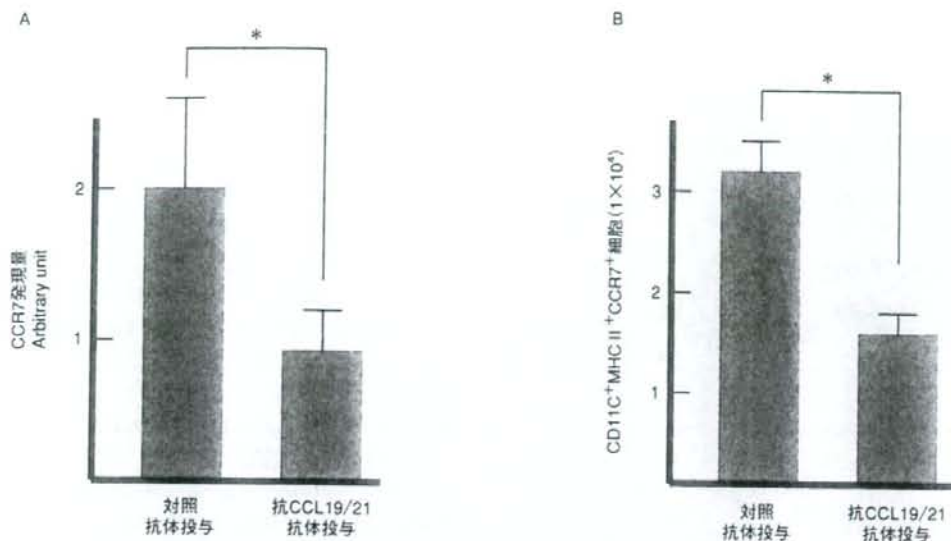 A
*
CCR7発現量
Arbitrary unit
2
1
対照
抗体投与
抗CCL19/21
抗体投与
B
*
CD11C⁺MHCⅡ⁺CCR7⁺細胞(1×10⁴)
3
2
1
対照
抗体投与
抗CCL19/21
抗体投与